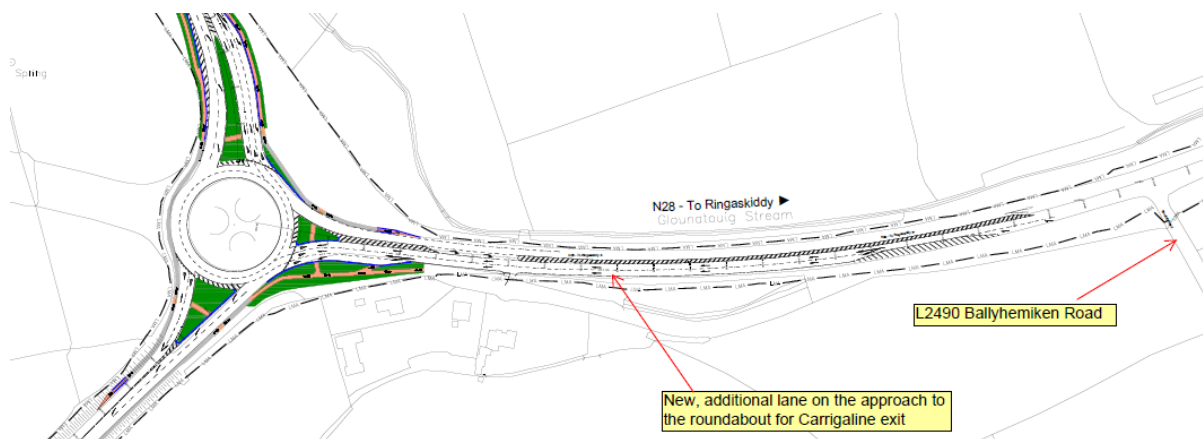 Spring
N28 - To Ringaskiddy ►
Glounatouig Stream
L2490 Ballyhemiken Road
New, additional lane on the approach to
the roundabout for Carrigaline exit